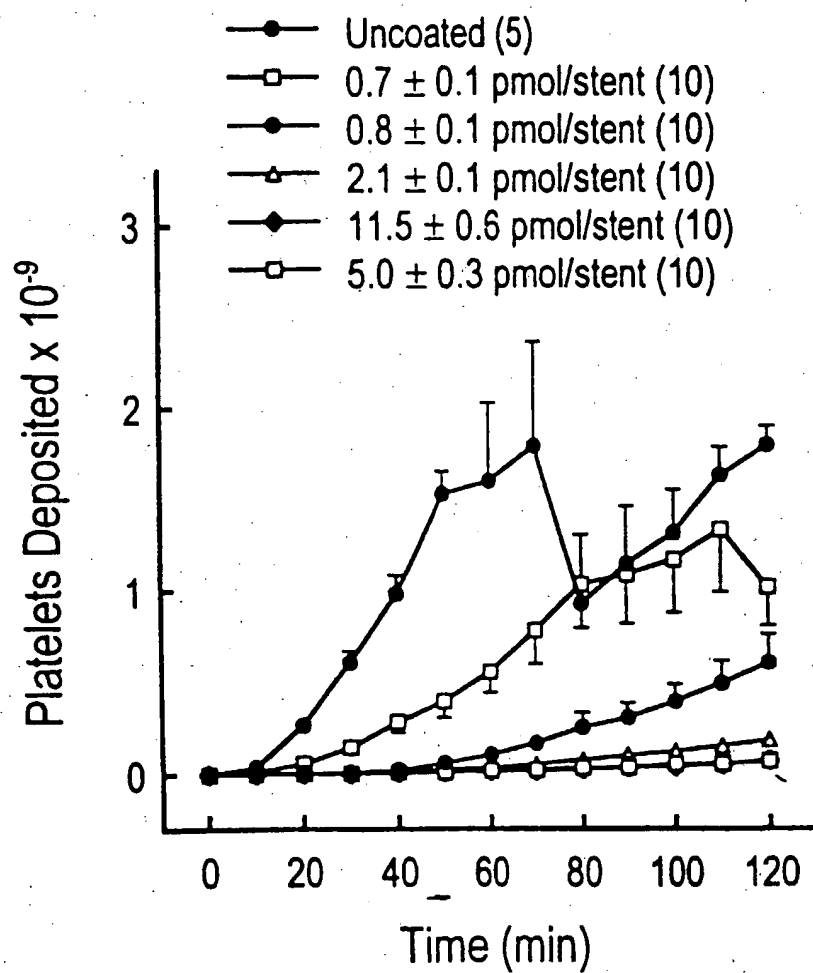 Uncoated (5)
0.7 ± 0.1 pmol/stent (10)
0.8 ± 0.1 pmol/stent (10)
2.1 ± 0.1 pmol/stent (10)
11.5 ± 0.6 pmol/stent (10)
5.0 ± 0.3 pmol/stent (10)
3
2
1
0
Platelets Deposited x 10⁻⁹
0 20 40 60 80 100 120
Time (min)